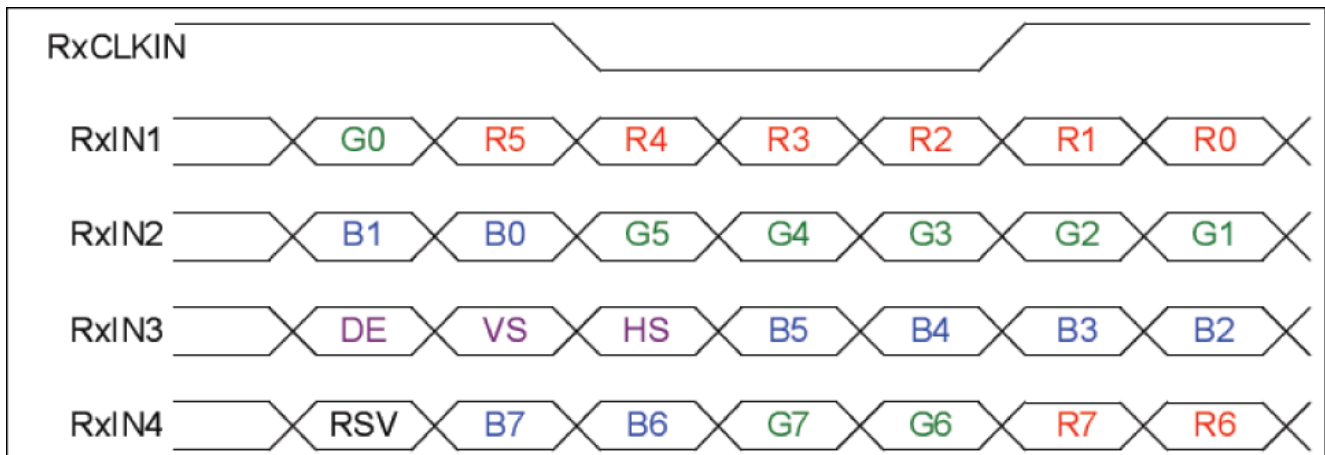 RxCLKIN
RxIN1 G0 R5 R4 R3 R2 R1 R0
RxIN2 B1 B0 G5 G4 G3 G2 G1
RxIN3 DE VS HS B5 B4 B3 B2
RxIN4 RSV B7 B6 G7 G6 R7 R6